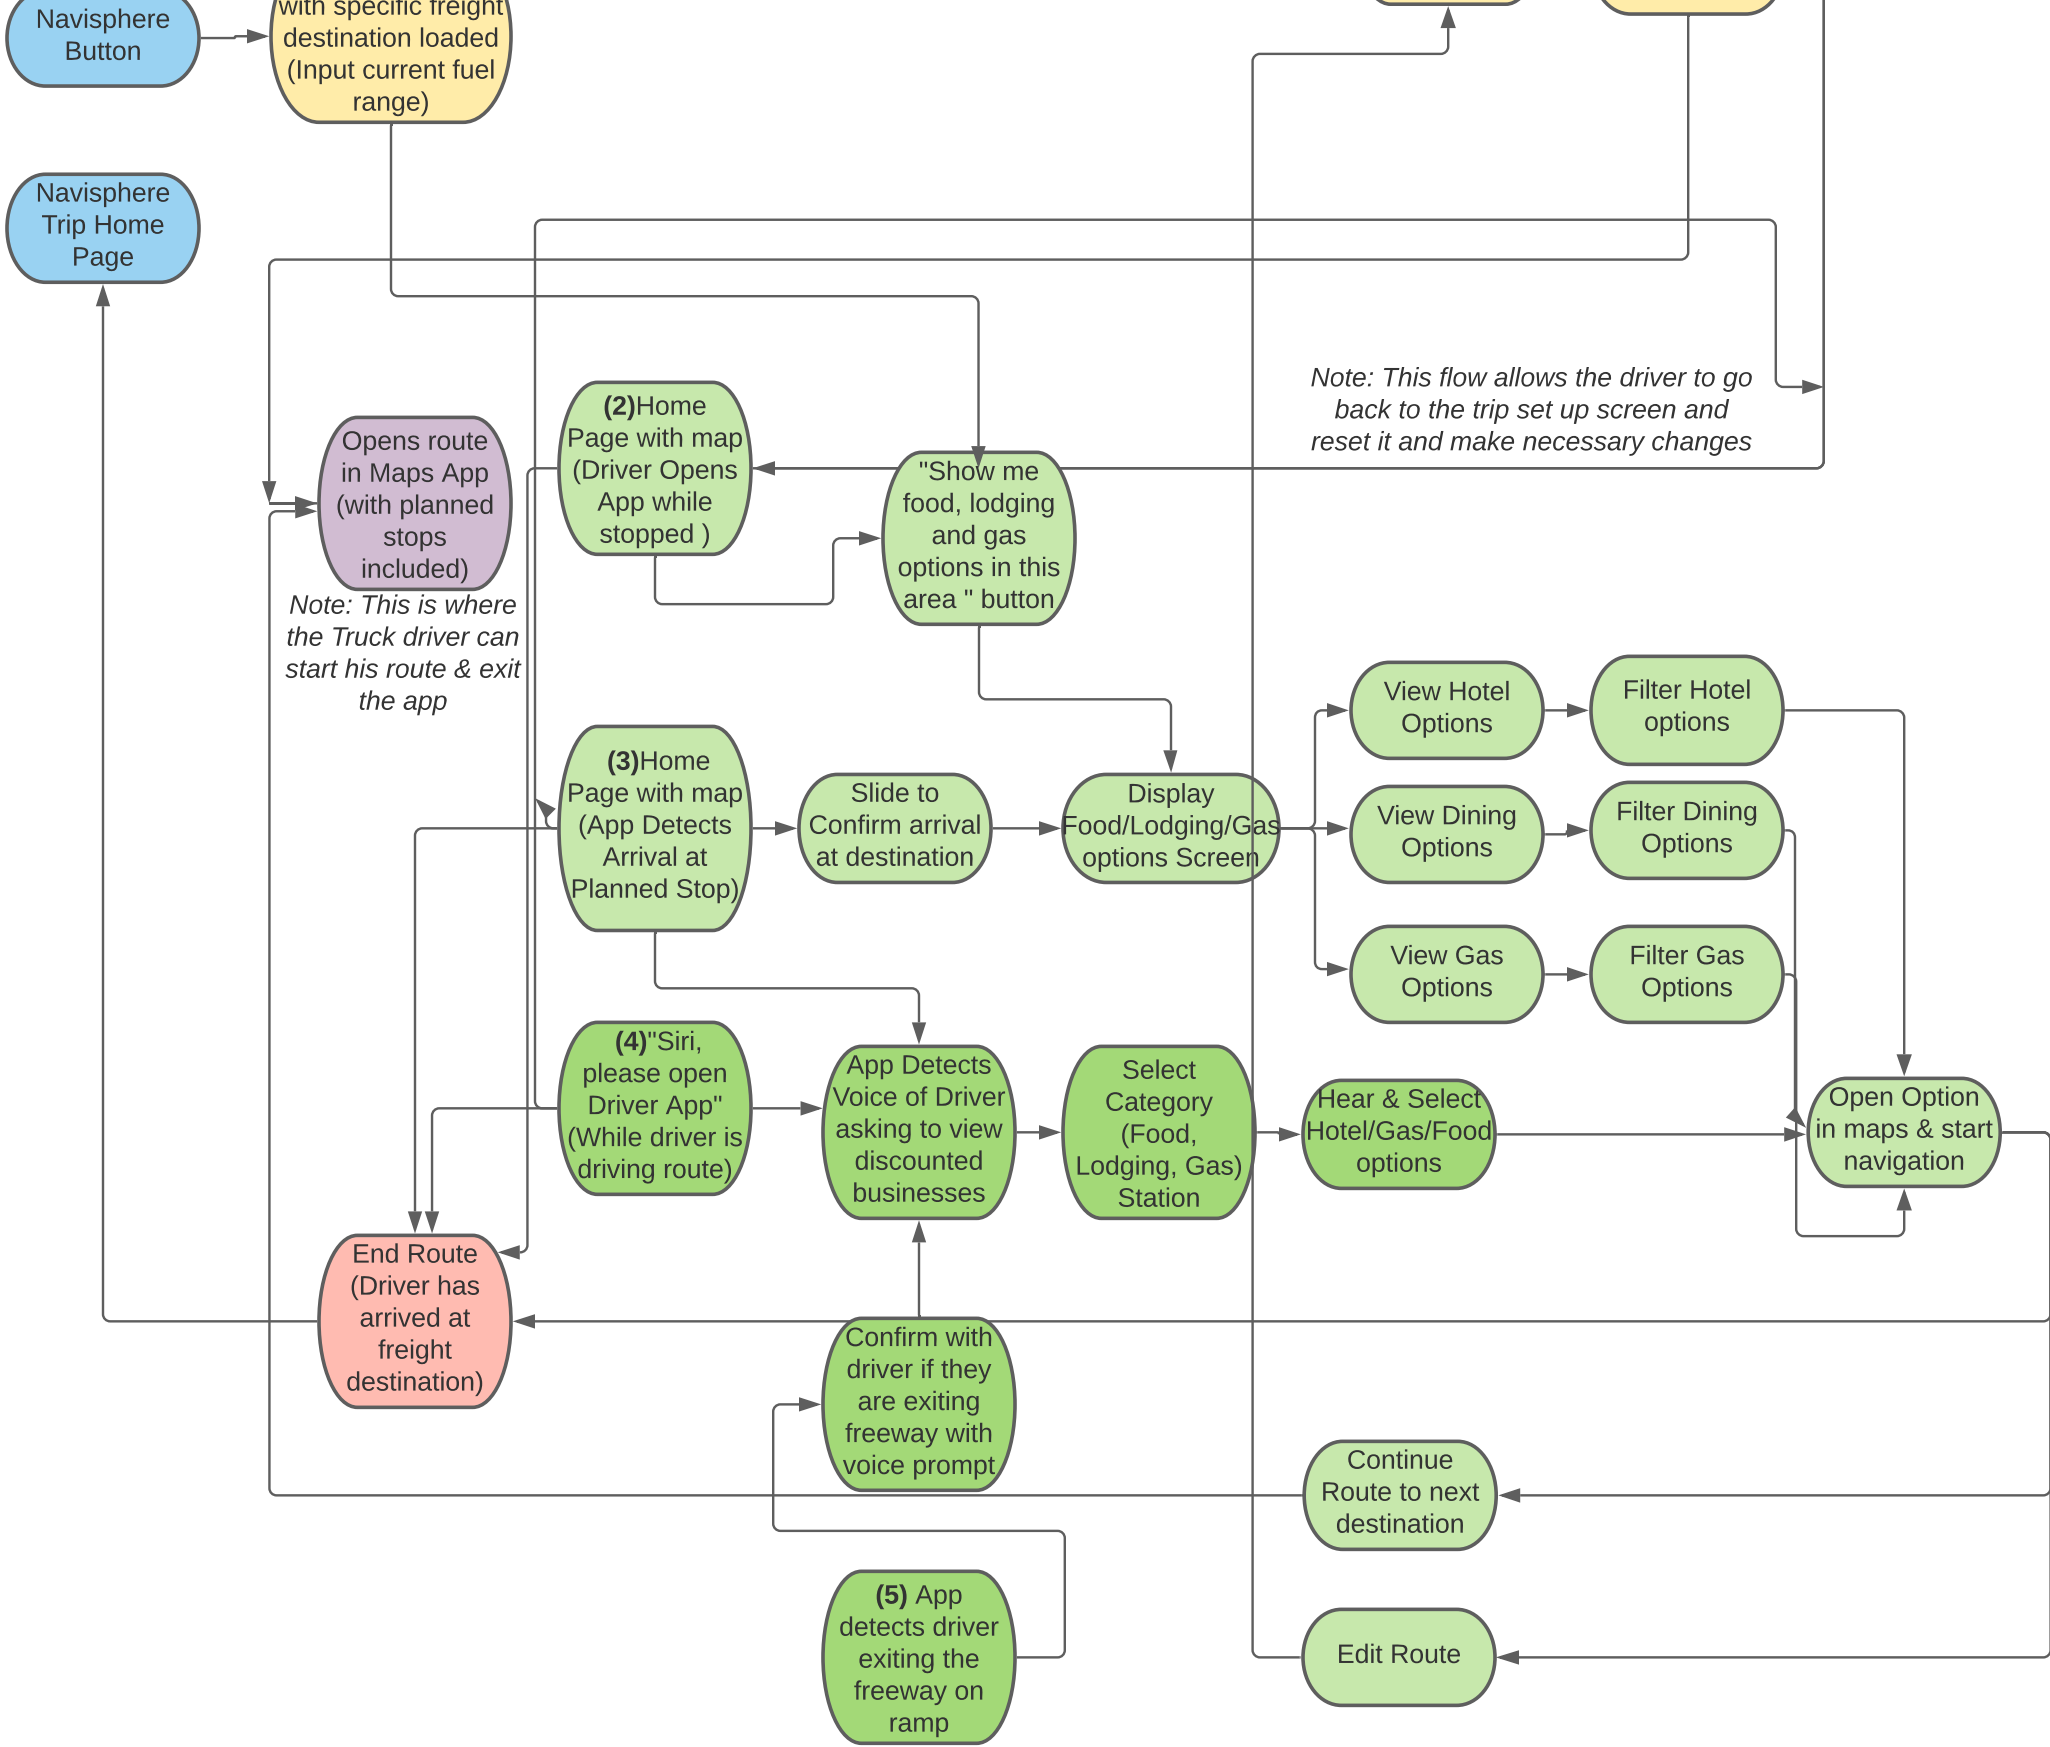 Navisphere
Button
with specific freight
destination loaded
(Input current fuel
range)
Navisphere
Trip Home
Page
Note: This flow allows the driver to go
back to the trip set up screen and
reset it and make necessary changes
Opens route
in Maps App
(with planned
stops
included)
Note: This is where
the Truck driver can
start his route & exit
the app
(2)Home
Page with map
(Driver Opens
App while
stopped )
"Show me
food, lodging
and gas
options in this
area " button
(3)Home
Page with map
(App Detects
Arrival at
Planned Stop)
Slide to
Confirm arrival
at destination
Display
Food/Lodging/Gas
options Screen
View Hotel
Options
Filter Hotel
options
View Dining
Options
Filter Dining
Options
View Gas
Options
Filter Gas
Options
(4)"Siri,
please open
Driver App"
(While driver is
driving route)
App Detects
Voice of Driver
asking to view
discounted
businesses
Select
Category
(Food,
Lodging, Gas)
Station
Hear & Select
Hotel/Gas/Food
options
Open Option
in maps & start
navigation
End Route
(Driver has
arrived at
freight
destination)
Confirm with
driver if they
are exiting
freeway with
voice prompt
Continue
Route to next
destination
(5) App
detects driver
exiting the
freeway on
ramp
Edit Route